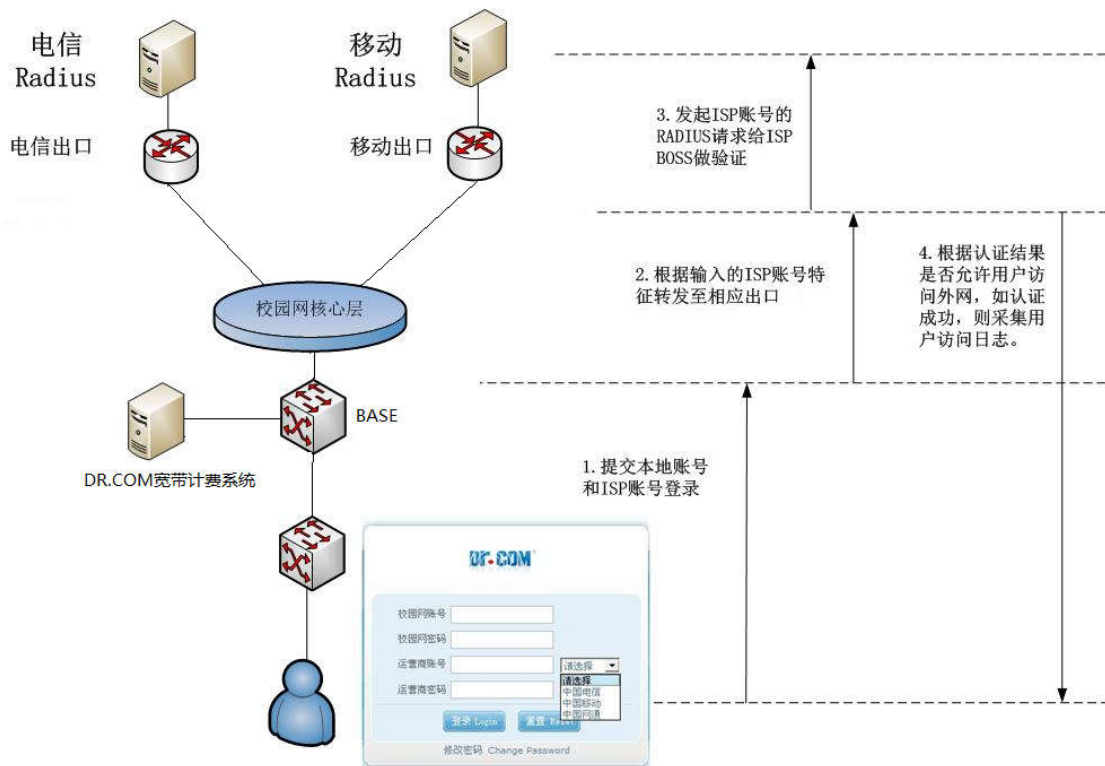 电信
Radius
移动
Radius
电信出口
移动出口
3.发起ISP账号的
RADIUS请求给ISP
BOSS做验证
2.根据输入的ISP账号特
征转发至相应出口
4.根据认证结果
是否允许用户访
问外网，如认证
成功，则采集用
户访问日志。
校园网核心层
BASE
DR.COM宽带计费系统
1.提交本地账号
和ISP账号登录
Dr.COM
校园网账号
校园网密码
运营商账号
请选择
请选择
运营商密码
中国电信
中国移动
中国网通
登录 Login
重置 Reset
修改密码 Change Password